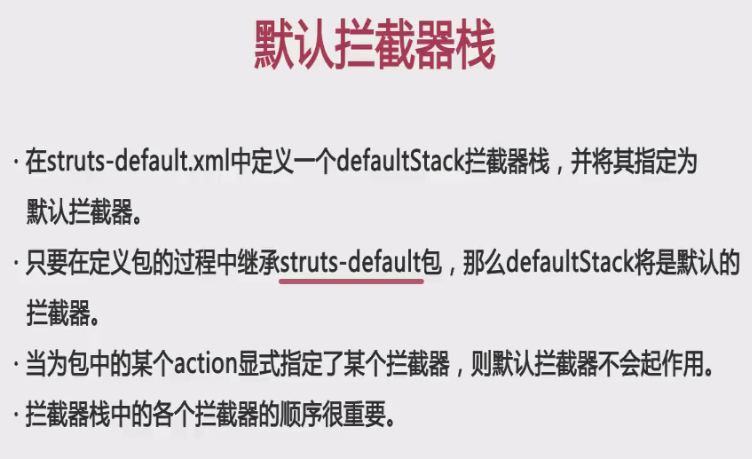 默认拦截器栈
· 在struts-default.xml中定义一个defaultStack拦截器栈，并将其指定为
默认拦截器。
· 只要在定义包的过程中继承struts-default包，那么defaultStack将是默认的
拦截器。
· 当为包中的某个action显式指定了某个拦截器，则默认拦截器不会起作用。
· 拦截器栈中的各个拦截器的顺序很重要。